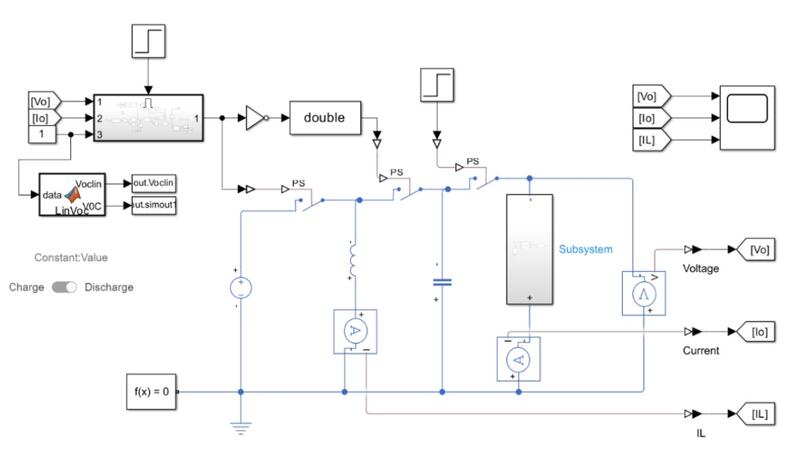 [Vo]
[Io]
1
1
2
3
1
double
PS
PS
PS
[Vo]
[Io]
[IL]
data
Voclin
V0C
LinVoc
out.Voclin
ut.simout1
Constant:Value
Charge
Discharge
Subsystem
Voltage
[Vo]
Current
[Io]
f(x) = 0
IL
[IL]
V
A
A
V